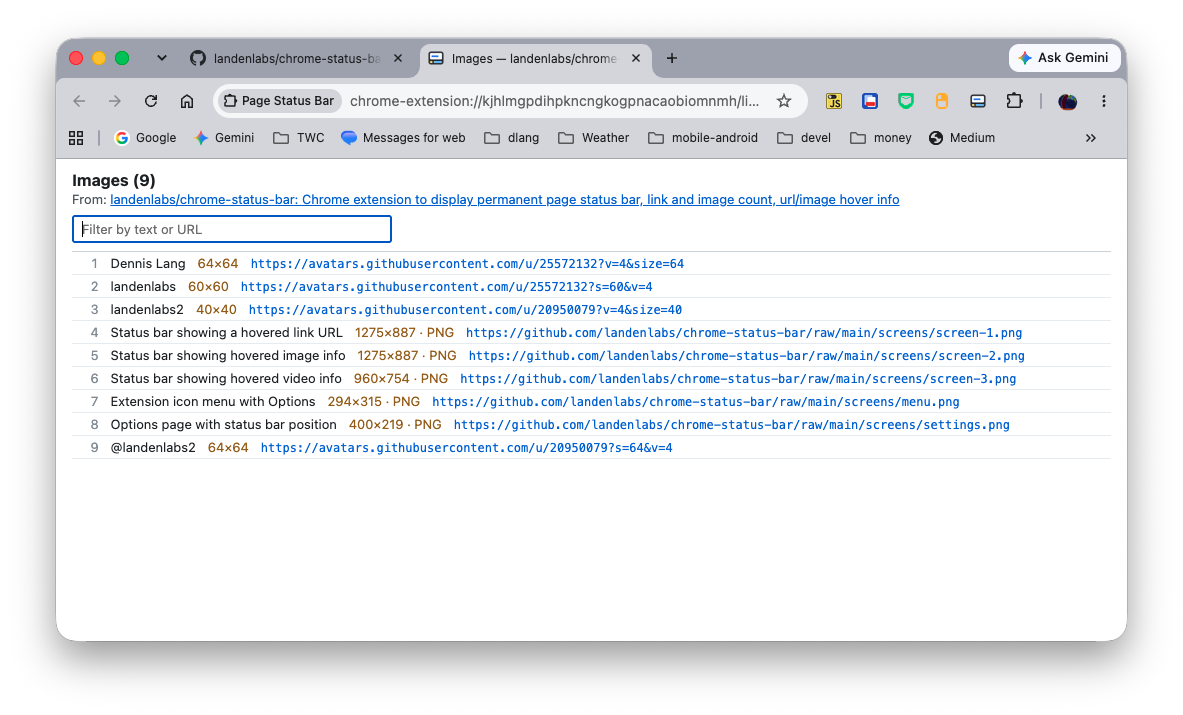 landenlabs/chrome-status-ba
Images — landenlabs/chrome
Ask Gemini
Page Status Bar
chrome-extension://kjhlmgpdihpkncngkogpnacaobiomnmh/li...
JS
Google
Gemini
TWC
Messages for web
dlang
Weather
mobile-android
devel
money
Medium
Images (9)
From: landenlabs/chrome-status-bar: Chrome extension to display permanent page status bar, link and image count, url/image hover info
Filter by text or URL
1 Dennis Lang 64×64 https://avatars.githubusercontent.com/u/25572132?v=4&size=64
2 landenlabs 60×60 https://avatars.githubusercontent.com/u/25572132?s=60&v=4
3 landenlabs2 40×40 https://avatars.githubusercontent.com/u/20950079?v=4&size=40
4 Status bar showing a hovered link URL 1275×887 · PNG https://github.com/landenlabs/chrome-status-bar/raw/main/screens/screen-1.png
5 Status bar showing hovered image info 1275×887 · PNG https://github.com/landenlabs/chrome-status-bar/raw/main/screens/screen-2.png
6 Status bar showing hovered video info 960×754 · PNG https://github.com/landenlabs/chrome-status-bar/raw/main/screens/screen-3.png
7 Extension icon menu with Options 294×315 · PNG https://github.com/landenlabs/chrome-status-bar/raw/main/screens/menu.png
8 Options page with status bar position 400×219 · PNG https://github.com/landenlabs/chrome-status-bar/raw/main/screens/settings.png
9 @landenlabs2 64×64 https://avatars.githubusercontent.com/u/20950079?s=64&v=4